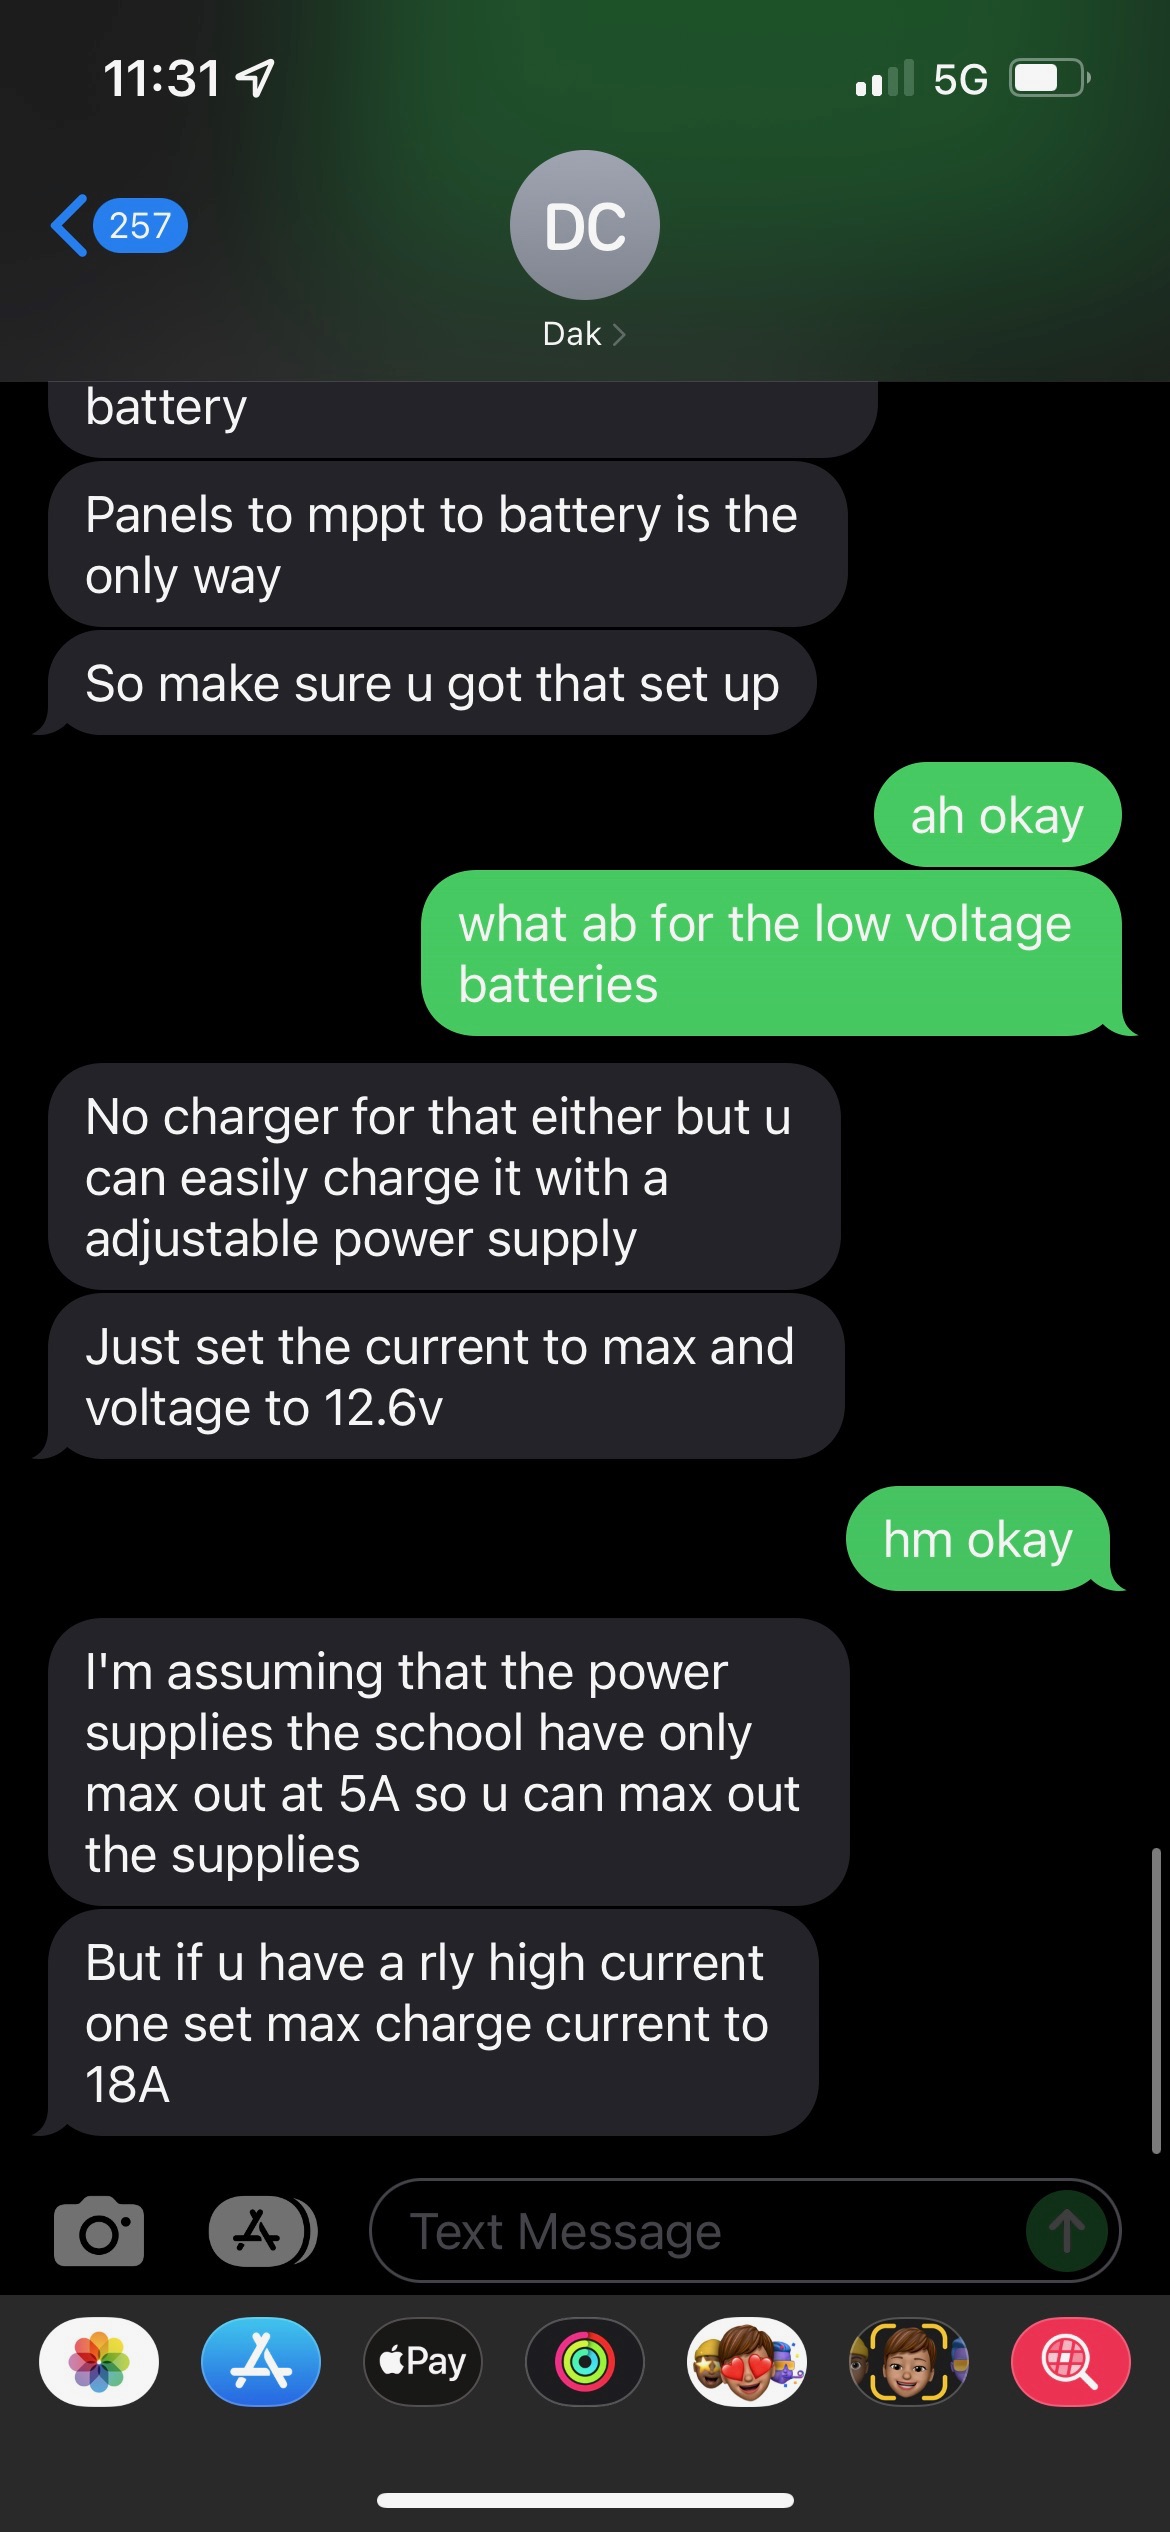 11:31
5G
257
DC
Dak
battery
Panels to mppt to battery is the
only way
So make sure u got that set up
ah okay
what ab for the low voltage
batteries
No charger for that either but u
can easily charge it with a
adjustable power supply
Just set the current to max and
voltage to 12.6v
hm okay
I'm assuming that the power
supplies the school have only
max out at 5A so u can max out
the supplies
But if u have a rly high current
one set max charge current to
18A
Text Message
Pay